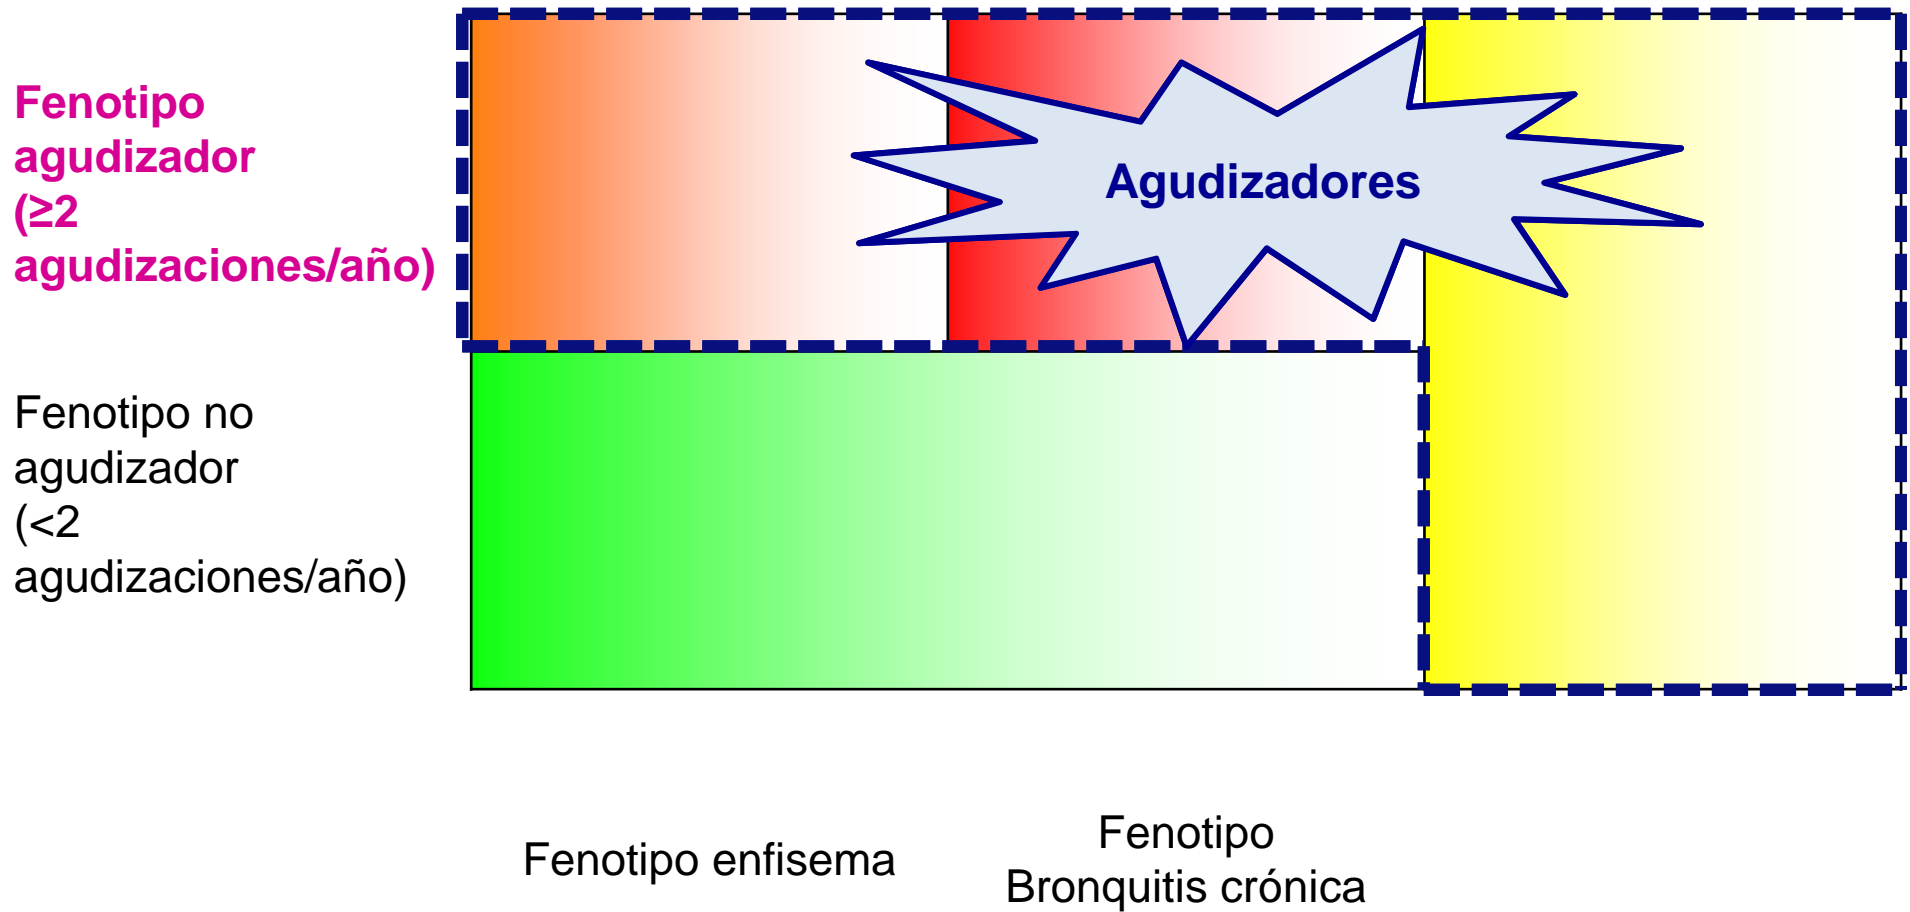 Fenotipo
agudizador
(≥2
agudizaciones/año)
Agudizadores
Fenotipo no
agudizador
(<2
agudizaciones/año)
Fenotipo enfisema
Fenotipo
Bronquitis crónica